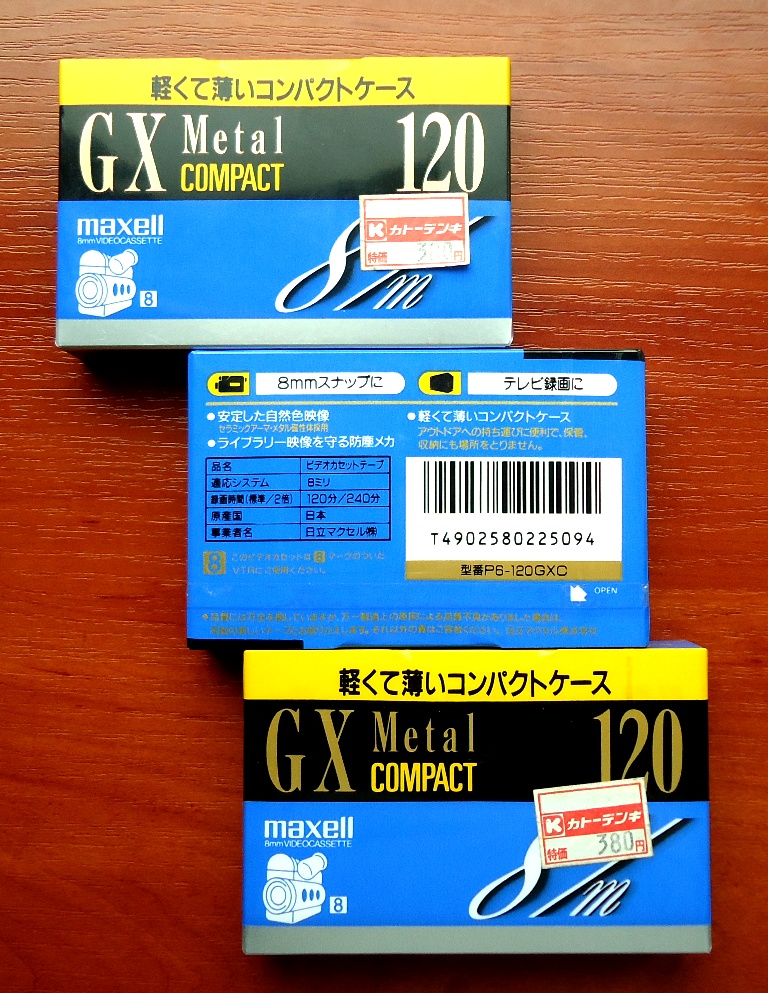 軽くて薄いコンパクトケース
GX Metal 120
COMPACT
maxell
8mm VIDEOCASSETTE
8
K カトーデンキ
特価 円
8/m
8mmスナップに
テレビ録画に
●安定した自然色映像
セラミックアーマ・メタル磁性体採用
●ライブラリー映像を守る防塵メカ
●軽くて薄いコンパクトケース
アウトドアへの持ち運びに便利で、保管、
収納にも場所をとりません。
品名 ビデオカセットテープ
適応システム 8ミリ
録画時間(標準/2倍) 120分/240分
原産国 日本
事業者名 日立マクセル㈱
8 このビデオカセットは 8 マークのついた
VTRにご使用ください。
T4902580225094
型番P6-120GXC
OPEN
軽くて薄いコンパクトケース
GX Metal 120
COMPACT
maxell
8mm VIDEOCASSETTE
8
K カトーデンキ
特価 380円
8/m